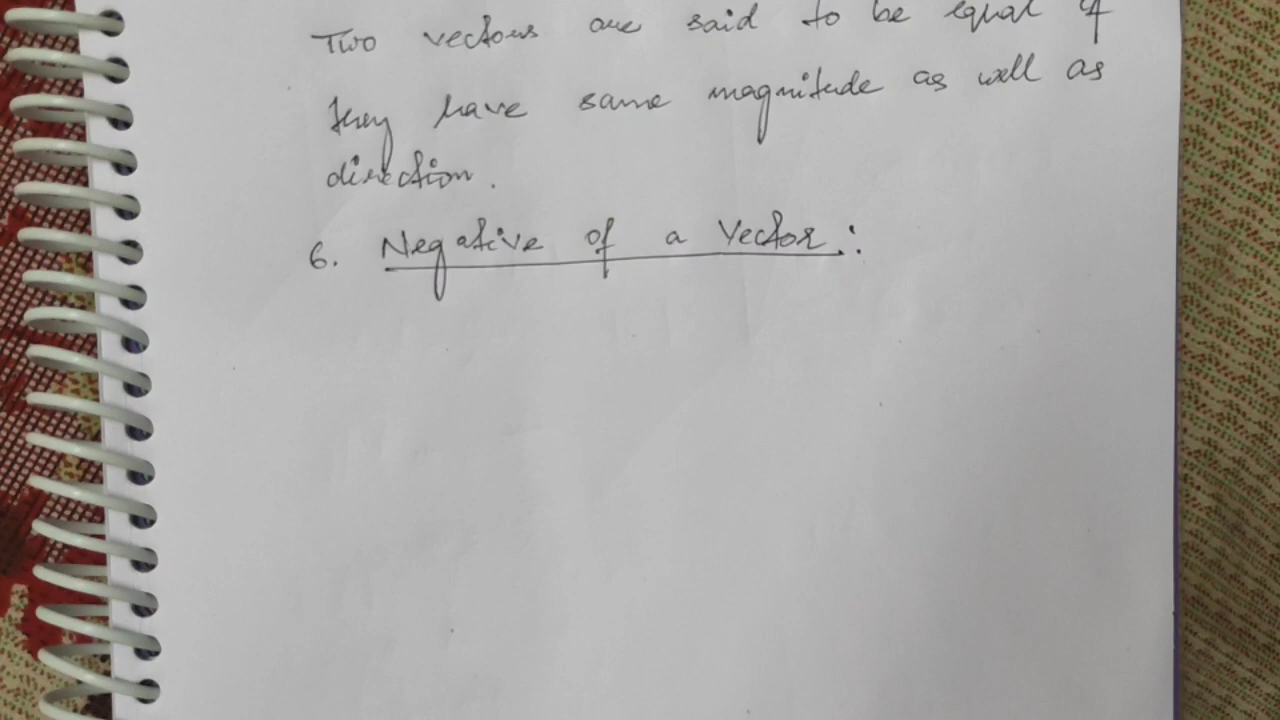 Two vectors are said to be equal if
they have same magnitude as well as
direction.
6. Negative of a Vector: